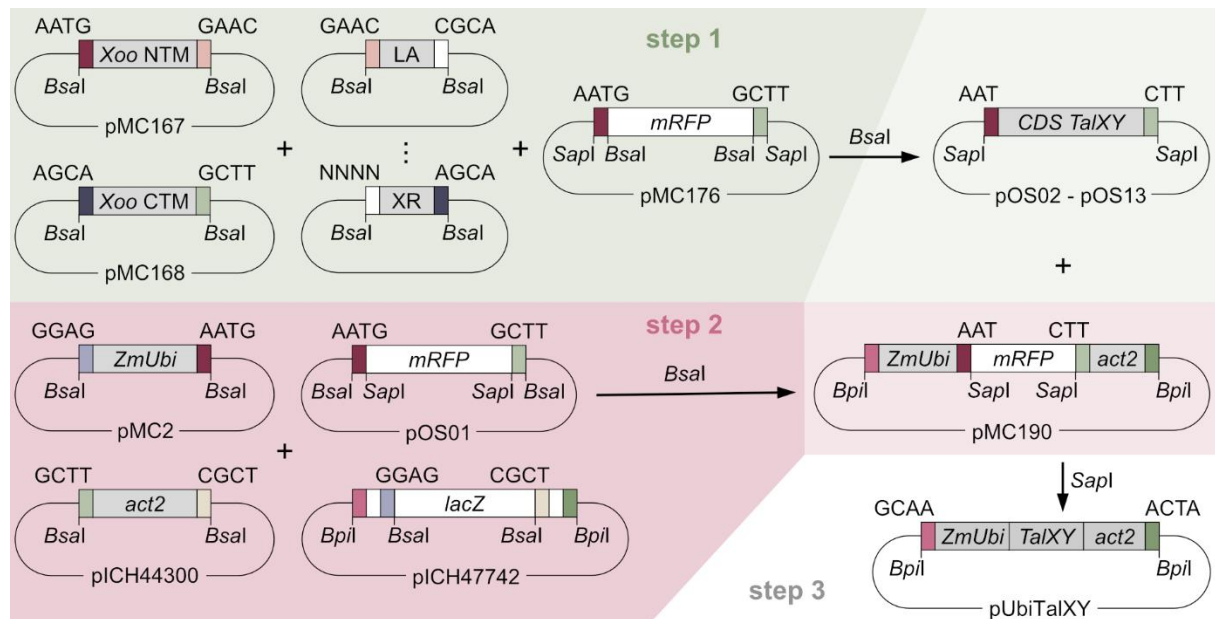 AATG GAAC GAAC CGCA step 1
Xoo NTM LA
BsaI BsaI BsaI BsaI
pMC167
AATG GCTT AAT CTT
+ + mRFP BsaI CDS TalXY
SapI BsaI BsaI SapI SapI SapI
pMC176 pOS02 - pOS13
AGCA GCTT NNNN AGCA
Xoo CTM XR
BsaI BsaI BsaI BsaI
pMC168
+
GGAG AATG AATG GCTT step 2
ZmUbi mRFP
BsaI BsaI BsaI SapI SapI BsaI
pMC2 pOS01
BsaI
AAT CTT
ZmUbi mRFP act2
BpiI SapI SapI BpiI
pMC190
+
GCTT CGCT GGAG CGCT
act2 lacZ
BsaI BsaI BpiI BsaI BsaI BpiI
pICH44300 pICH47742
SapI
GCAA ACTA
ZmUbi TalXY act2
BpiI BpiI
step 3
pUbiTalXY